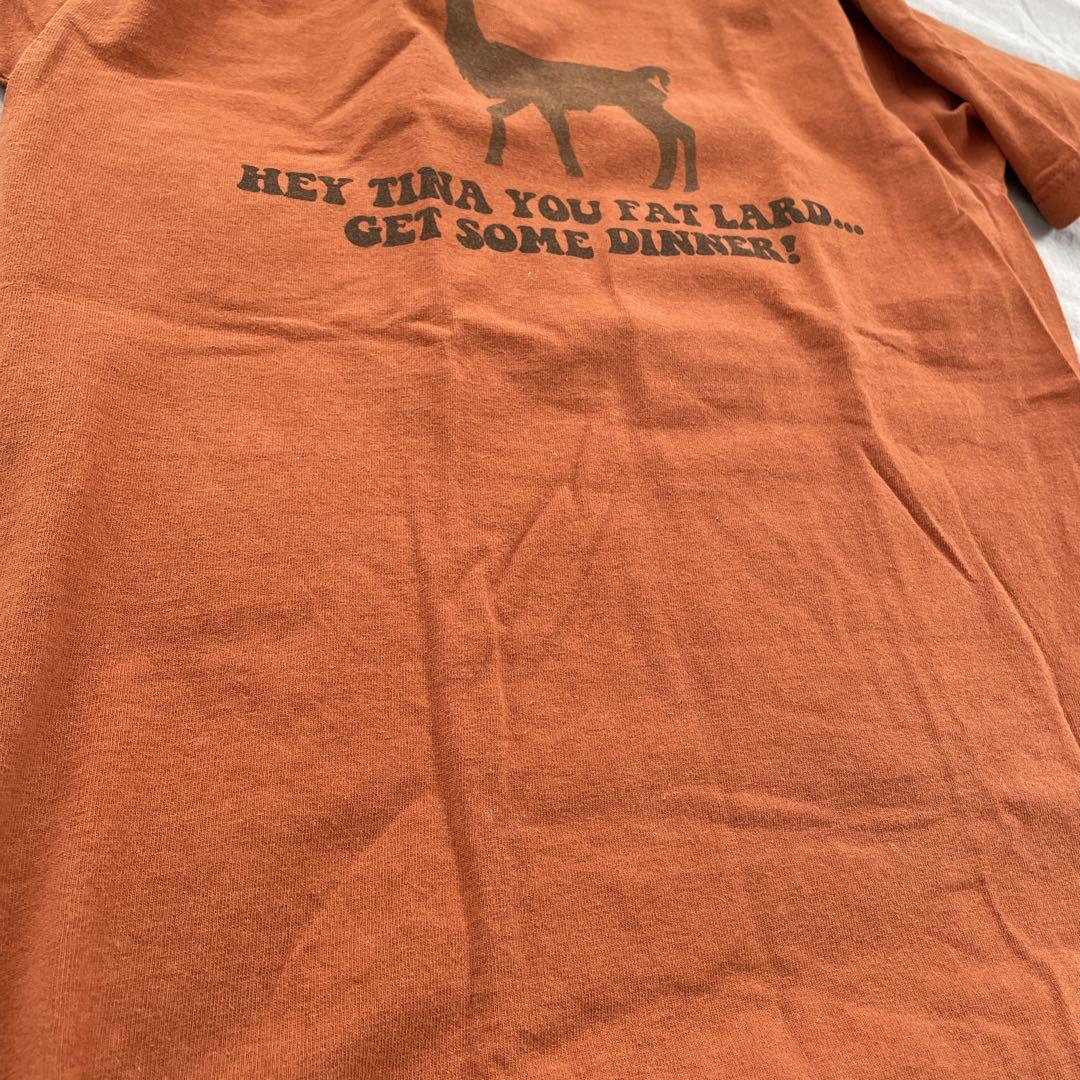 HEY TINA YOU FAT LARD...
GET SOME DINNER!